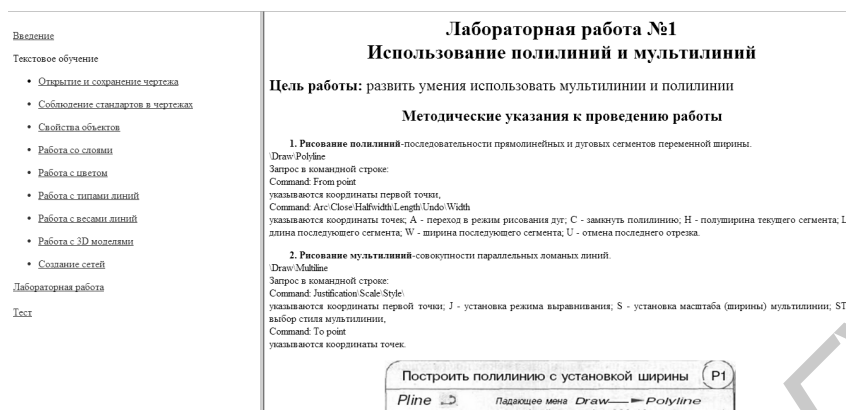 Введение
Текстовое обучение
• Открытие и сохранение чертежа
• Соблюдение стандартов в чертежах
• Свойства объектов
• Работа со слоями
• Работа с цветом
• Работа с типами линий
• Работа с весами линий
• Работа с 3D моделями
• Создание сетей
Лабораторная работа
Тест
Лабораторная работа №1
Использование полилиний и мультилиний
Цель работы: развить умения использовать мультилинии и полилинии
Методические указания к проведению работы
1. Рисование полилиний-последовательности прямолинейных и дуговых сегментов переменной ширины.
\Draw\Polyline
Запрос в командной строке:
Command: From point
указываются координаты первой точки,
Command: Arc\Close\Halfwidth\Length\Undo\Width
указываются координаты точек; A - переход в режим рисования дуг; C - замкнуть полилинию; H - полуширина текущего сегмента; L
длина последующего сегмента; W - ширина последующего сегмента; U - отмена последнего отрезка.
2. Рисование мультилиний-совокупности параллельных ломаных линий.
\Draw\Multiline
Запрос в командной строке:
Command: Justification\Scale\Style\
указываются координаты первой точки; J - установка режима выравнивания; S - установка масштаба (ширины) мультилинии; ST
выбор стиля мультилинии,
Command: To point
указываются координаты точек.
Построить полилинию с установкой ширины P1
Pline Падающее мена Draw Polyline